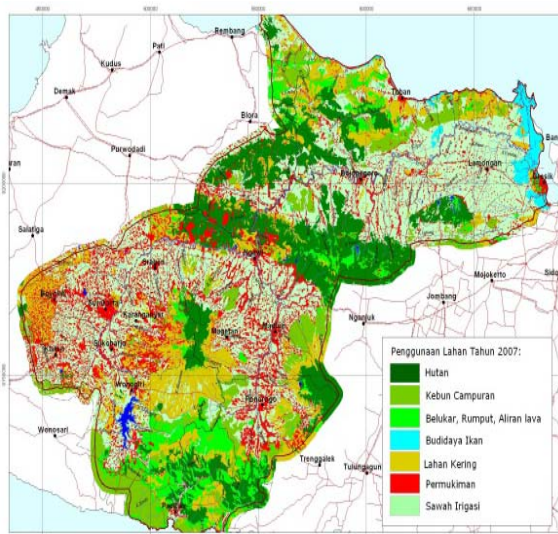 Rembang
Pati
Kudus
Demak
Tuban
Blora
Purwodadi
Bojonegoro
Lamongan
Gresik
Salatiga
Ngawi
Sragen
Mojokerto
Jombang
Boyolali
Surakarta
Karanganyar
Nganjuk
Magetan
Madiun
Sukoharjo
Klaten
Wonogiri
Ponorogo
Wonosari
Trenggalek
Tulungagun
Pacitan
Penggunaan Lahan Tahun 2007:
Hutan
Kebun Campuran
Belukar, Rumput, Aliran lava
Budidaya Ikan
Lahan Kering
Permukiman
Sawah Irigasi